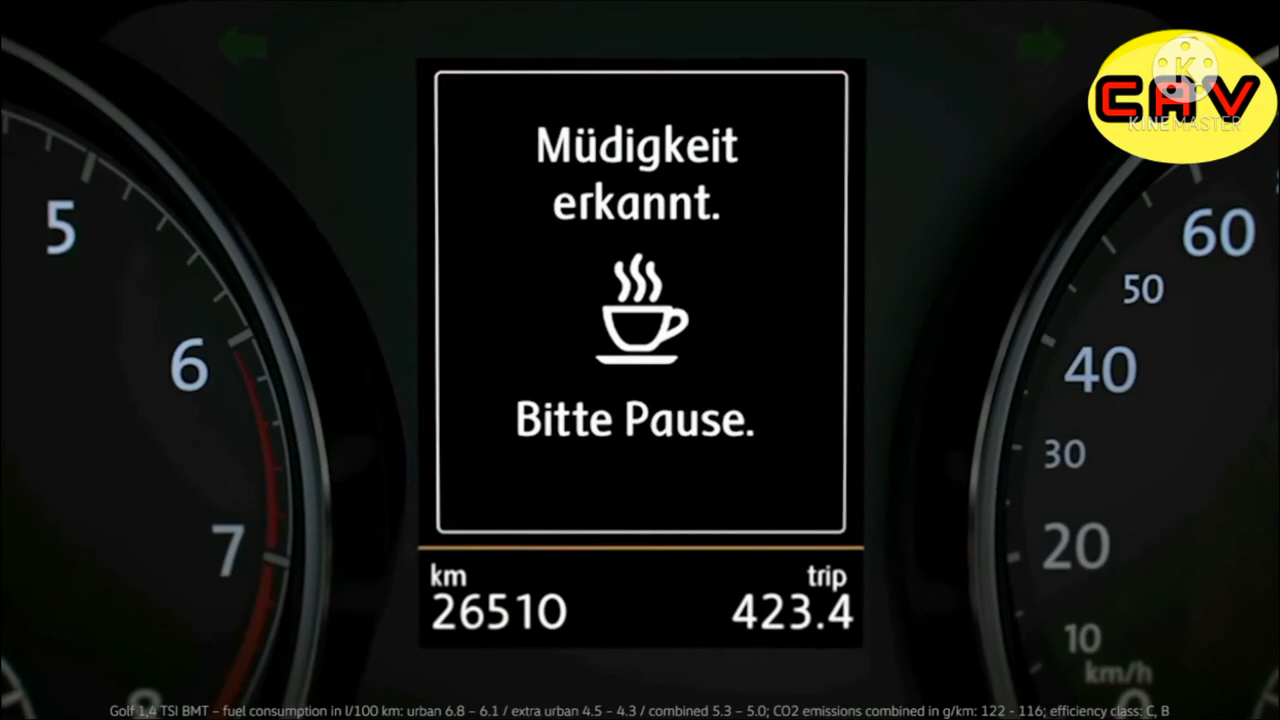 Müdigkeit
erkannt.
Bitte Pause.
km
trip
26510
423.4
5
6
7
8
60
50
40
30
20
10
km/h
0
CAV
K
KINEMASTER
Golf 1,4 TSI BMT – fuel consumption in l/100 km: urban 6.8 – 6.1 / extra urban 4.5 – 4.3 / combined 5.3 – 5.0; CO2 emissions combined in g/km: 122 - 116; efficiency class: C, B